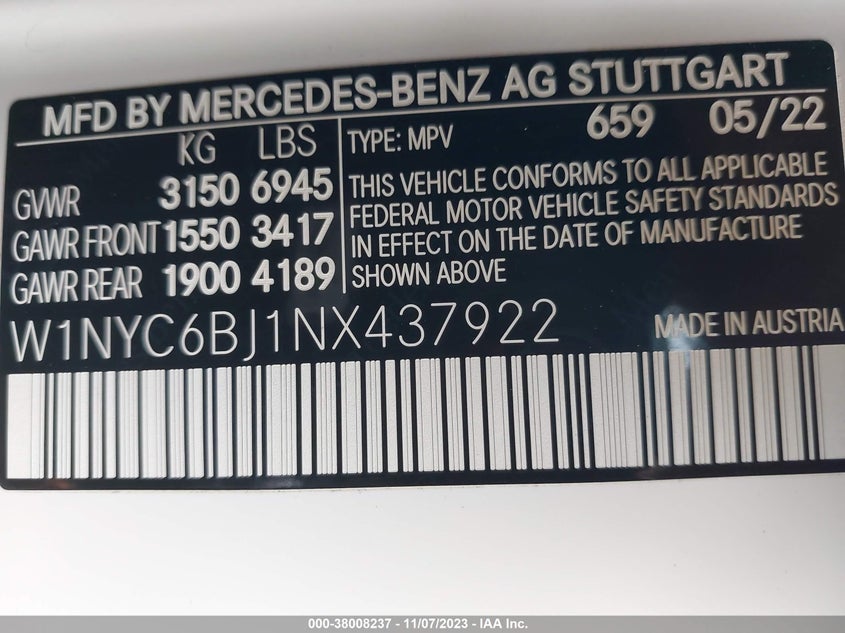 MFD BY MERCEDES-BENZ AG STUTTGART
KG LBS
GVWR 3150 6945
GAWR FRONT 1550 3417
GAWR REAR 1900 4189
TYPE: MPV 659 05/22
THIS VEHICLE CONFORMS TO ALL APPLICABLE
FEDERAL MOTOR VEHICLE SAFETY STANDARDS
IN EFFECT ON THE DATE OF MANUFACTURE
SHOWN ABOVE
W1NYC6BJ1NX437922 MADE IN AUSTRIA
000-38008237 - 11/07/2023 - IAA Inc.